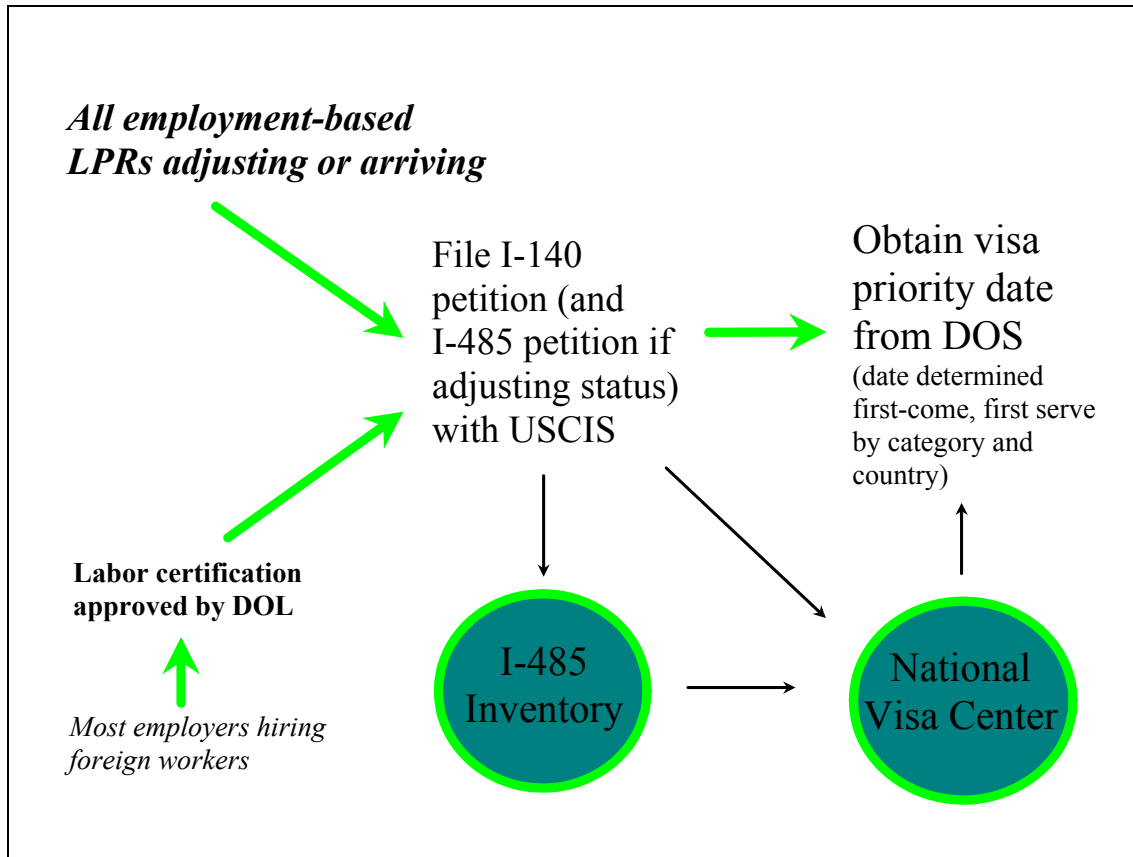 All employment-based
LPRs adjusting or arriving
File I-140
petition (and
I-485 petition if
adjusting status)
with USCIS
Obtain visa
priority date
from DOS
(date determined
first-come, first serve
by category and
country)
Labor certification
approved by DOL
Most employers hiring
foreign workers
I-485
Inventory
National
Visa Center